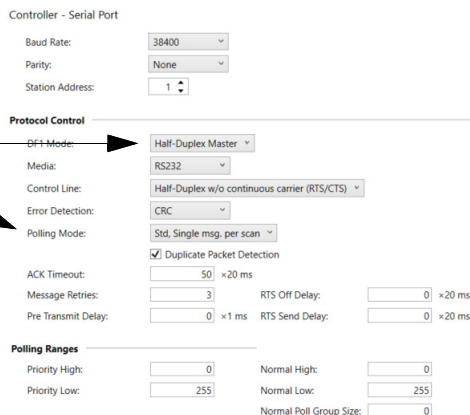 Controller - Serial Port
Baud Rate: 38400
Parity: None
Station Address: 1
Protocol Control
DF1 Mode: Half-Duplex Master
Media: RS232
Control Line: Half-Duplex w/o continuous carrier (RTS/CTS)
Error Detection: CRC
Polling Mode: Std, Single msg. per scan
Duplicate Packet Detection
ACK Timeout: 50 ×20 ms
Message Retries: 3 RTS Off Delay: 0 ×20 ms
Pre Transmit Delay: 0 ×1 ms RTS Send Delay: 0 ×20 ms
Polling Ranges
Priority High: 0 Normal High: 0
Priority Low: 255 Normal Low: 255
Normal Poll Group Size: 0